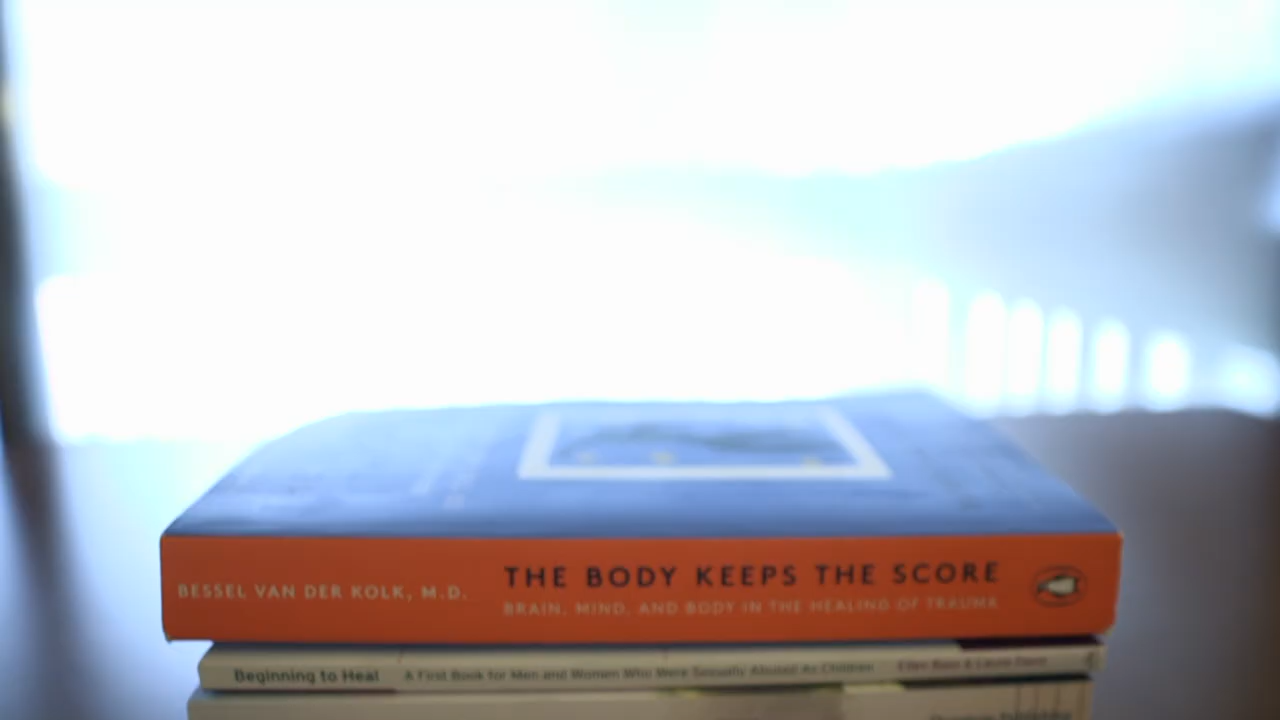 BESSEL VAN DER KOLK, M.D.
THE BODY KEEPS THE SCORE
BRAIN, MIND, AND BODY IN THE HEALING OF TRAUMA
Beginning to Heal
A First Book for Men and Women Who Were Sexually Abused As Children
Ellen Bass & Laura Davis